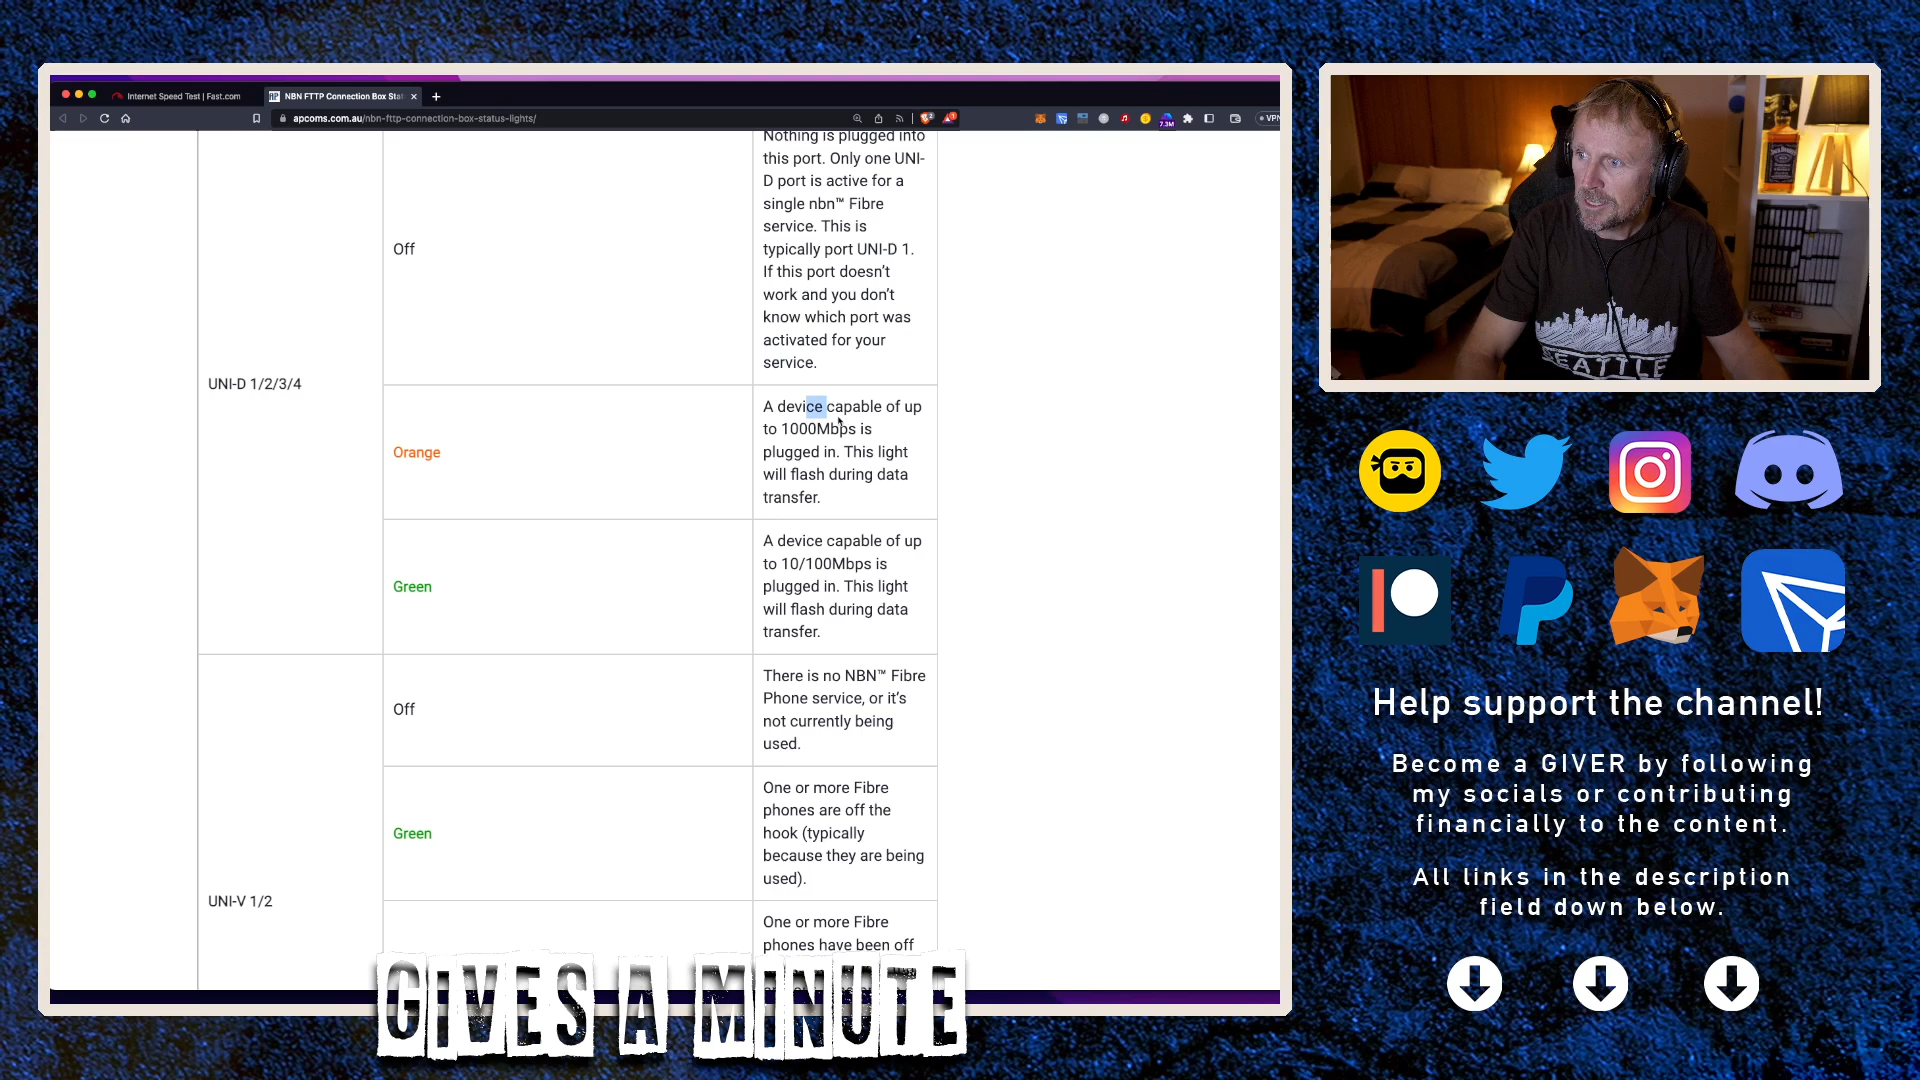 Internet Speed Test | Fast.com
NBN FTTP Connection Box Sta
apcoms.com.au/nbn-fttp-connection-box-status-lights/
VPN
7.3M
UNI-D 1/2/3/4
Off
Nothing is plugged into
this port. Only one UNI-
D port is active for a
single nbn™ Fibre
service. This is
typically port UNI-D 1.
If this port doesn't
work and you don't
know which port was
activated for your
service.
Orange
A device capable of up
to 1000Mbps is
plugged in. This light
will flash during data
transfer.
Green
A device capable of up
to 10/100Mbps is
plugged in. This light
will flash during data
transfer.
UNI-V 1/2
Off
There is no NBN™ Fibre
Phone service, or it's
not currently being
used.
Green
One or more Fibre
phones are off the
hook (typically
because they are being
used).
One or more Fibre
phones have been off
GIVES A MINUTE
SEATTLE
Help support the channel!
Become a GIVER by following
my socials or contributing
financially to the content.
All links in the description
field down below.